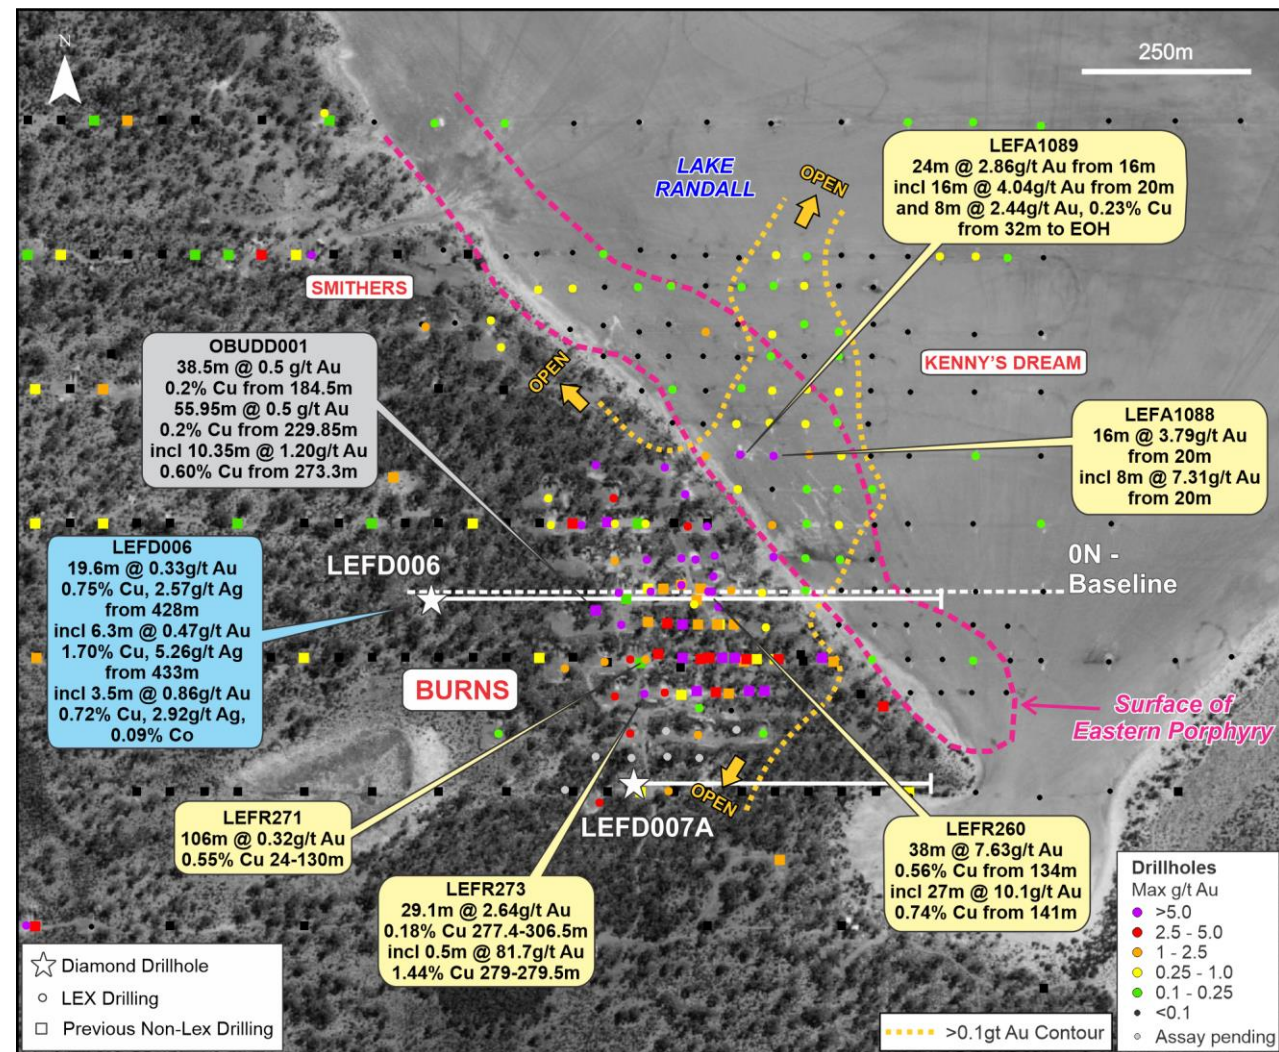 N
250m
LAKE
RANDALL
OPEN
LEFA1089
24m @ 2.86g/t Au from 16m
incl 16m @ 4.04g/t Au from 20m
and 8m @ 2.44g/t Au, 0.23% Cu
from 32m to EOH
SMITHERS
OBUDD001
38.5m @ 0.5 g/t Au
0.2% Cu from 184.5m
55.95m @ 0.5 g/t Au
0.2% Cu from 229.85m
incl 10.35m @ 1.20g/t Au
0.60% Cu from 273.3m
OPEN
KENNY'S DREAM
LEFA1088
16m @ 3.79g/t Au
from 20m
incl 8m @ 7.31g/t Au
from 20m
LEFD006
19.6m @ 0.33g/t Au
0.75% Cu, 2.57g/t Ag
from 428m
incl 6.3m @ 0.47g/t Au
1.70% Cu, 5.26g/t Ag
from 433m
incl 3.5m @ 0.86g/t Au
0.72% Cu, 2.92g/t Ag,
0.09% Co
LEFD006
0N -
Baseline
BURNS
Surface of
Eastern Porphyry
OPEN
LEFD007A
LEFR271
106m @ 0.32g/t Au
0.55% Cu 24-130m
LEFR273
29.1m @ 2.64g/t Au
0.18% Cu 277.4-306.5m
incl 0.5m @ 81.7g/t Au
1.44% Cu 279-279.5m
LEFR260
38m @ 7.63g/t Au
0.56% Cu from 134m
incl 27m @ 10.1g/t Au
0.74% Cu from 141m
Diamond Drillhole
LEX Drilling
Previous Non-Lex Drilling
>0.1gt Au Contour
Drillholes
Max g/t Au
>5.0
2.5 - 5.0
1 - 2.5
0.25 - 1.0
0.1 - 0.25
<0.1
Assay pending